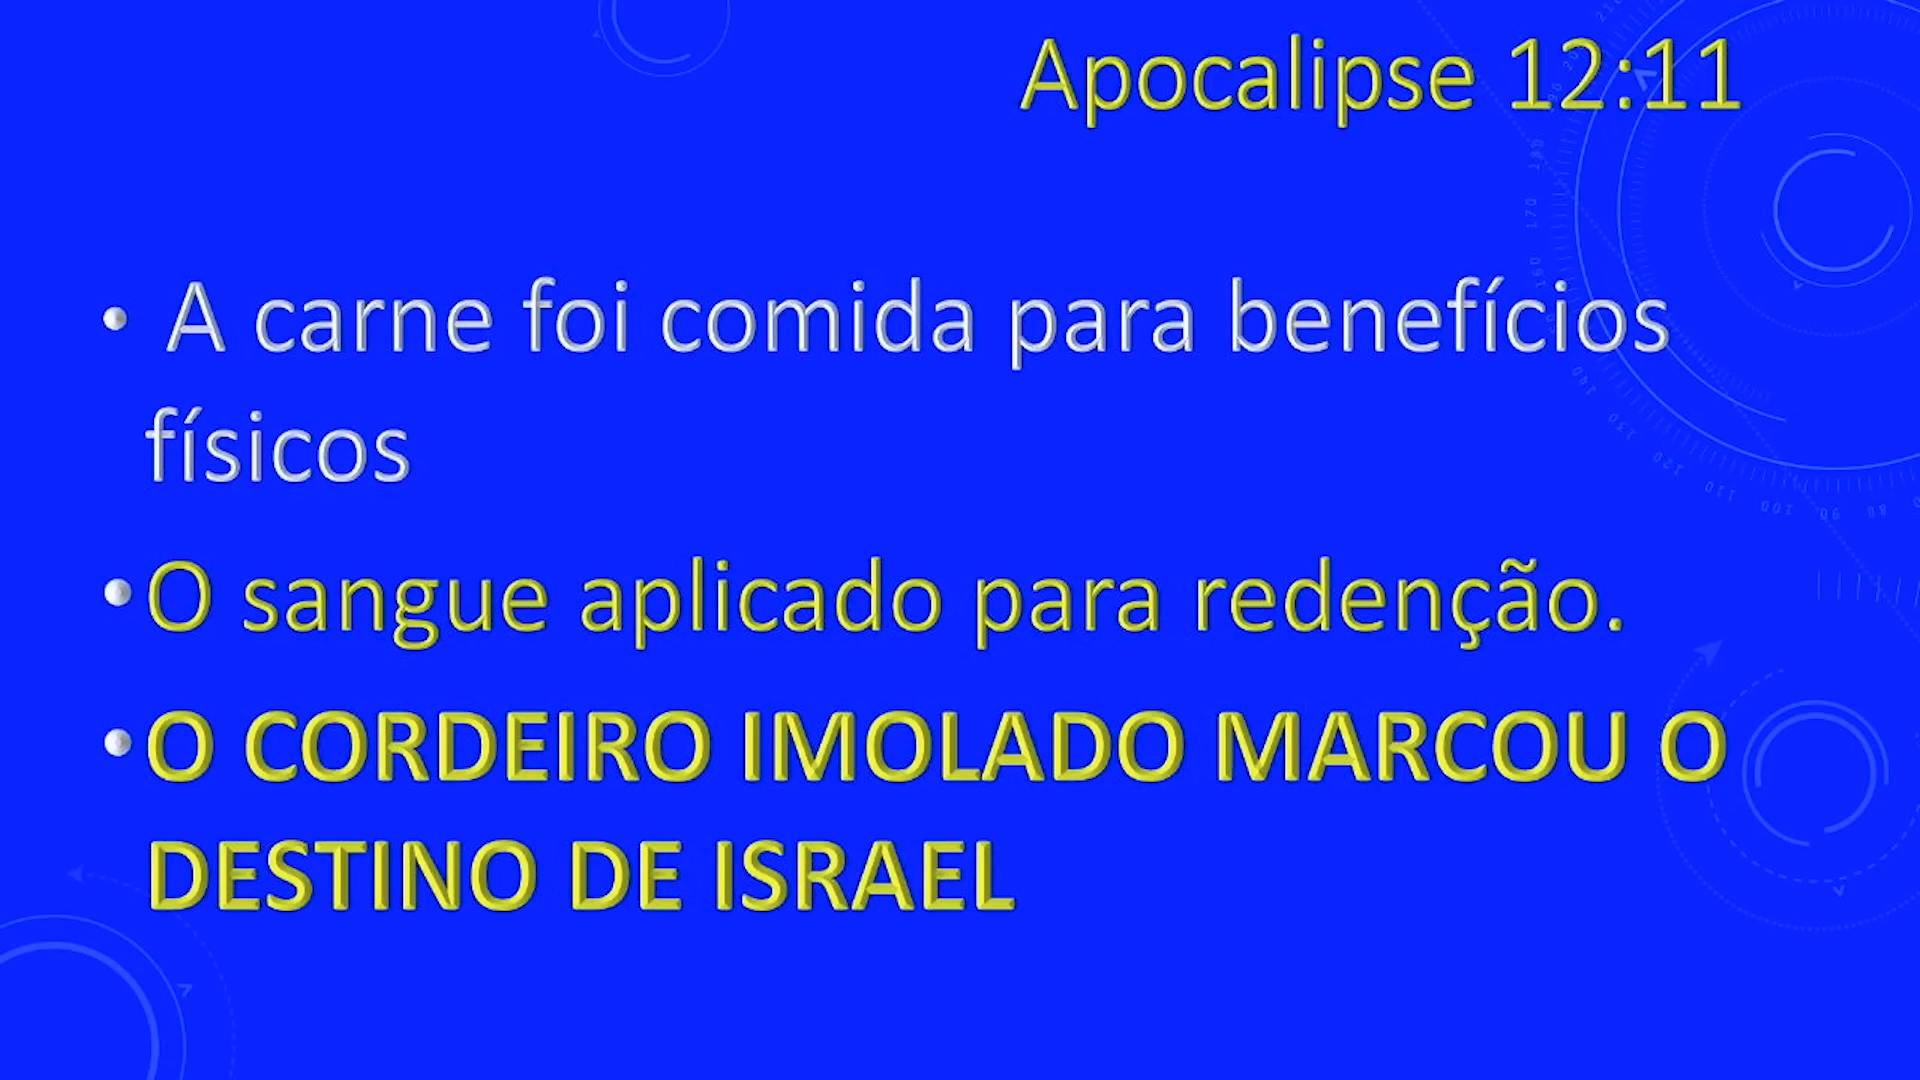 Apocalipse 12:11
• A carne foi comida para benefícios
físicos
• O sangue aplicado para redenção.
• O CORDEIRO IMOLADO MARCOU O
DESTINO DE ISRAEL